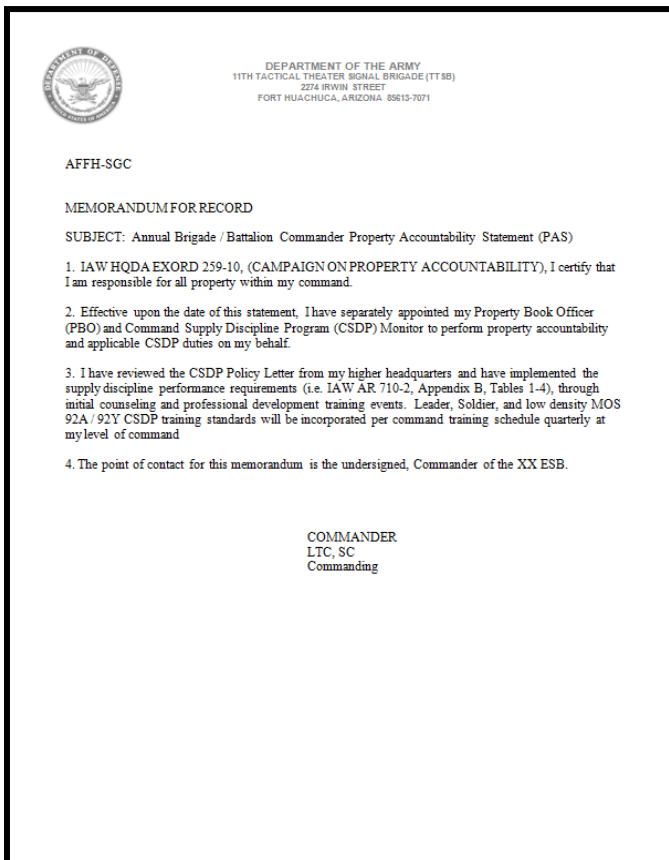 DEPARTMENT OF DEFENSE
UNITED STATES OF AMERICA
DEPARTMENT OF THE ARMY
11TH TACTICAL THEATER SIGNAL BRIGADE (TTSB)
2274 IRWIN STREET
FORT HUACHUCA, ARIZONA 85613-7071
AFFH-SGC
MEMORANDUM FOR RECORD
SUBJECT: Annual Brigade / Battalion Commander Property Accountability Statement (PAS)
1. IAW HQDA EXORD 259-10, (CAMPAIGN ON PROPERTY ACCOUNTABILITY), I certify that
I am responsible for all property within my command.
2. Effective upon the date of this statement, I have separately appointed my Property Book Officer
(PBO) and Command Supply Discipline Program (CSDP) Monitor to perform property accountability
and applicable CSDP duties on my behalf.
3. I have reviewed the CSDP Policy Letter from my higher headquarters and have implemented the
supply discipline performance requirements (i.e. IAW AR 710-2, Appendix B, Tables 1-4), through
initial counseling and professional development training events. Leader, Soldier, and low density MOS
92A / 92Y CSDP training standards will be incorporated per command training schedule quarterly at
my level of command
4. The point of contact for this memorandum is the undersigned, Commander of the XX ESB.
COMMANDER
LTC, SC
Commanding